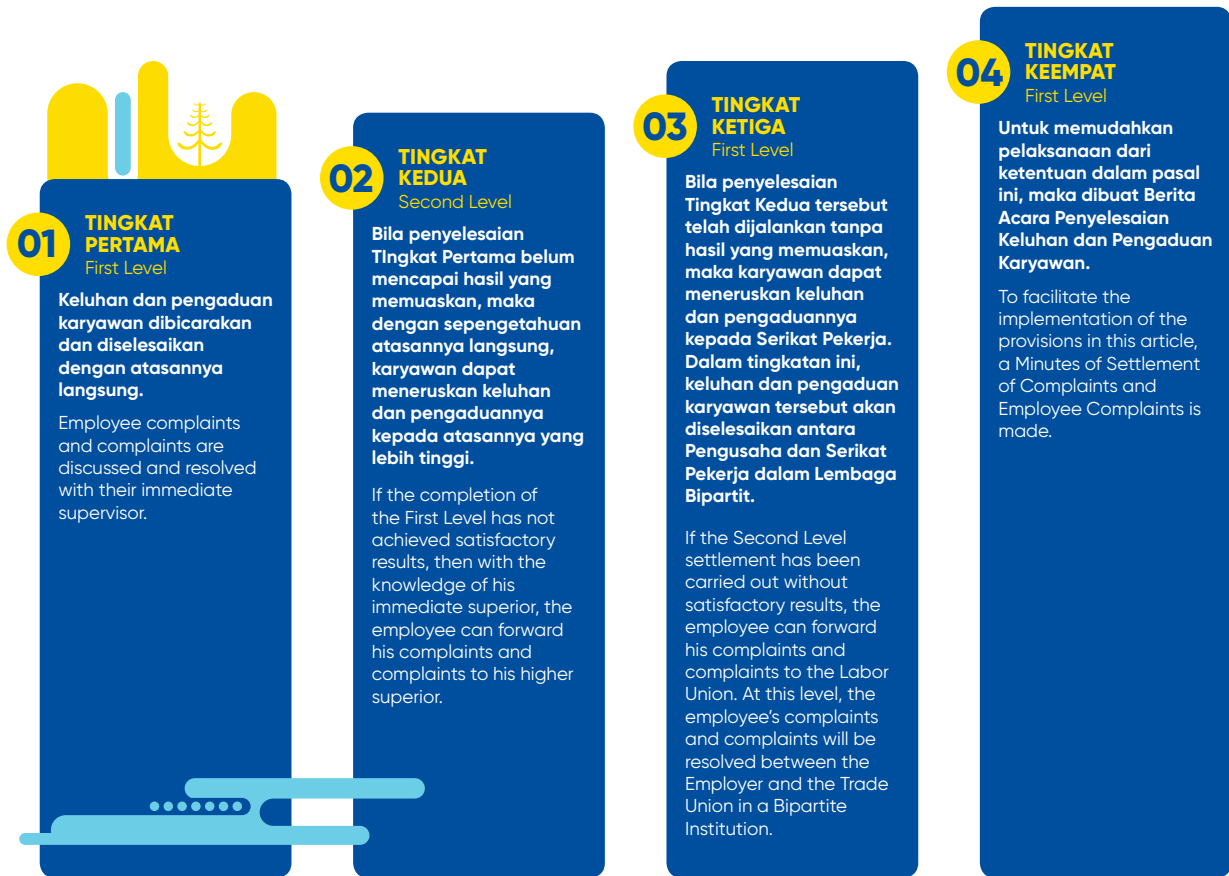 01
TINGKAT
PERTAMA
First Level
Keluhan dan pengaduan
karyawan dibicarakan
dan diselesaikan
dengan atasannya
langsung.
Employee complaints
and complaints are
discussed and resolved
with their immediate
supervisor.
02
TINGKAT
KEDUA
Second Level
Bila penyelesaian
TIngkat Pertama belum
mencapai hasil yang
memuaskan, maka
dengan sepengetahuan
atasannya langsung,
karyawan dapat
meneruskan keluhan
dan pengaduannya
kepada atasannya yang
lebih tinggi.
If the completion of
the First Level has not
achieved satisfactory
results, then with the
knowledge of his
immediate superior, the
employee can forward
his complaints and
complaints to his higher
superior.
03
TINGKAT
KETIGA
First Level
Bila penyelesaian
Tingkat Kedua tersebut
telah dijalankan tanpa
hasil yang memuaskan,
maka karyawan dapat
meneruskan keluhan
dan pengaduannya
kepada Serikat Pekerja.
Dalam tingkatan ini,
keluhan dan pengaduan
karyawan tersebut akan
diselesaikan antara
Pengusaha dan Serikat
Pekerja dalam Lembaga
Bipartit.
If the Second Level
settlement has been
carried out without
satisfactory results, the
employee can forward
his complaints and
complaints to the Labor
Union. At this level, the
employee's complaints
and complaints will be
resolved between the
Employer and the Trade
Union in a Bipartite
Institution.
04
TINGKAT
KEEMPAT
First Level
Untuk memudahkan
pelaksanaan dari
ketentuan dalam pasal
ini, maka dibuat Berita
Acara Penyelesaian
Keluhan dan Pengaduan
Karyawan.
To facilitate the
implementation of the
provisions in this article,
a Minutes of Settlement
of Complaints and
Employee Complaints is
made.